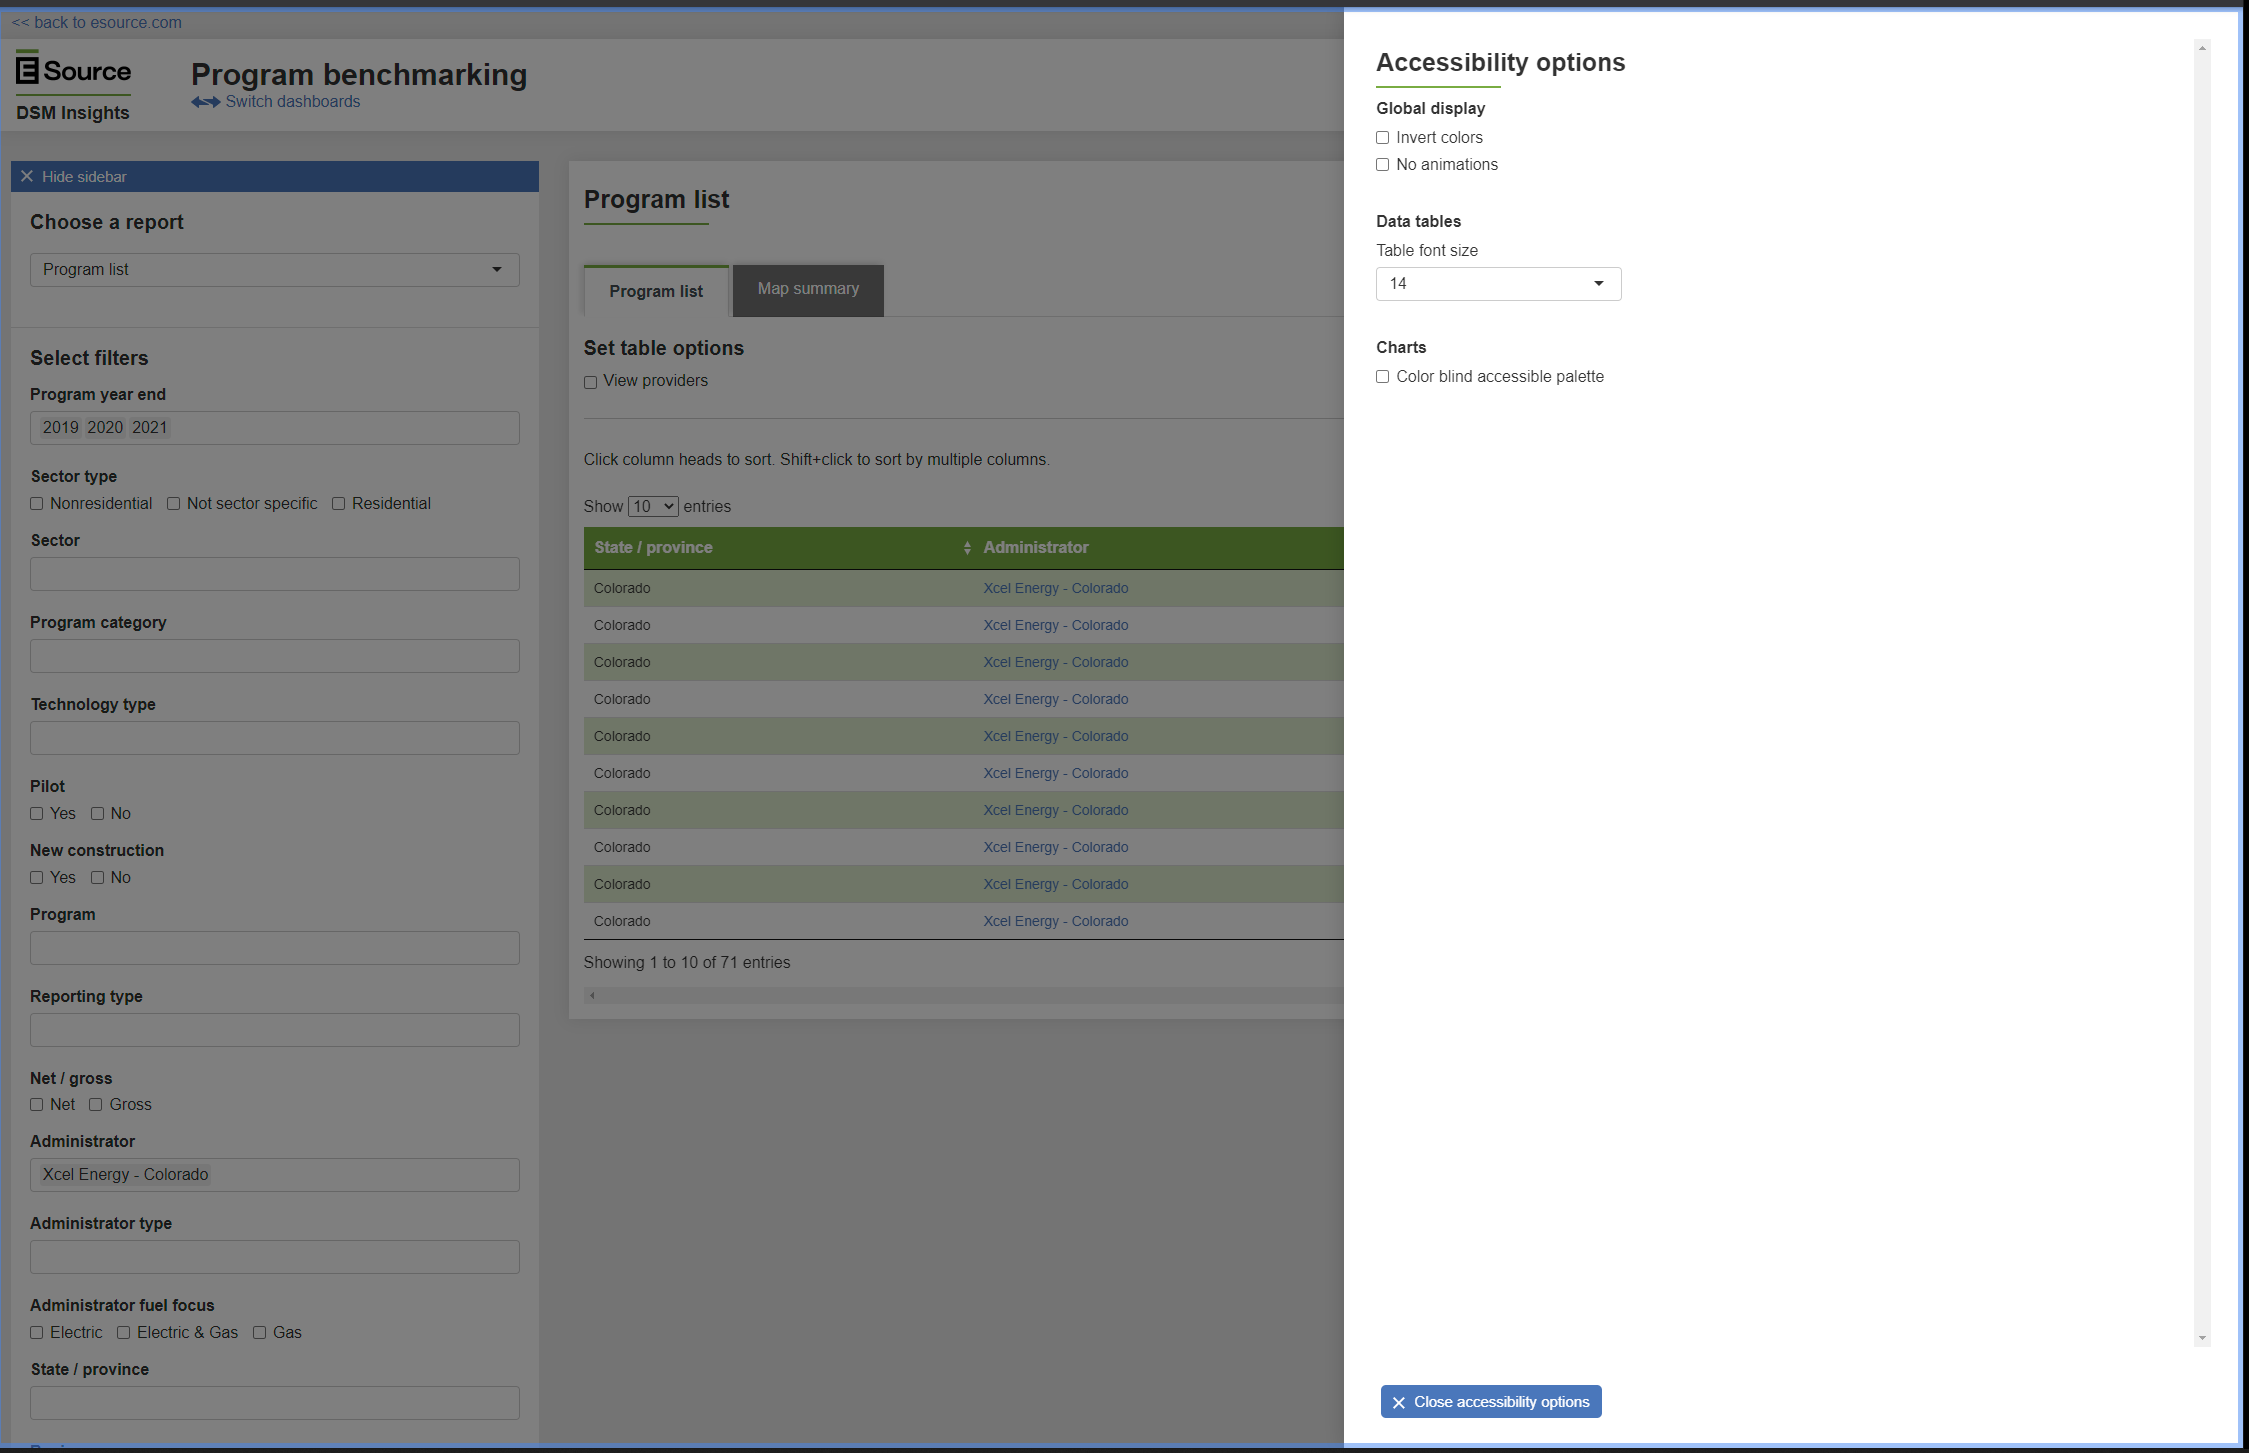 << back to esource.com
E Source
DSM Insights
Program benchmarking
Switch dashboards
Hide sidebar
Choose a report
Program list
Select filters
Program year end
2019 2020 2021
Sector type
Nonresidential Not sector specific Residential
Sector
Program category
Technology type
Pilot
Yes No
New construction
Yes No
Program
Reporting type
Net / gross
Net Gross
Administrator
Xcel Energy - Colorado
Administrator type
Administrator fuel focus
Electric Electric & Gas Gas
State / province
Program list
Program list Map summary
Set table options
View providers
Click column heads to sort. Shift+click to sort by multiple columns.
Show 10 entries
State / province Administrator
Colorado Xcel Energy - Colorado
Colorado Xcel Energy - Colorado
Colorado Xcel Energy - Colorado
Colorado Xcel Energy - Colorado
Colorado Xcel Energy - Colorado
Colorado Xcel Energy - Colorado
Colorado Xcel Energy - Colorado
Colorado Xcel Energy - Colorado
Colorado Xcel Energy - Colorado
Colorado Xcel Energy - Colorado
Showing 1 to 10 of 71 entries
Accessibility options
Global display
Invert colors
No animations
Data tables
Table font size
14
Charts
Color blind accessible palette
Close accessibility options